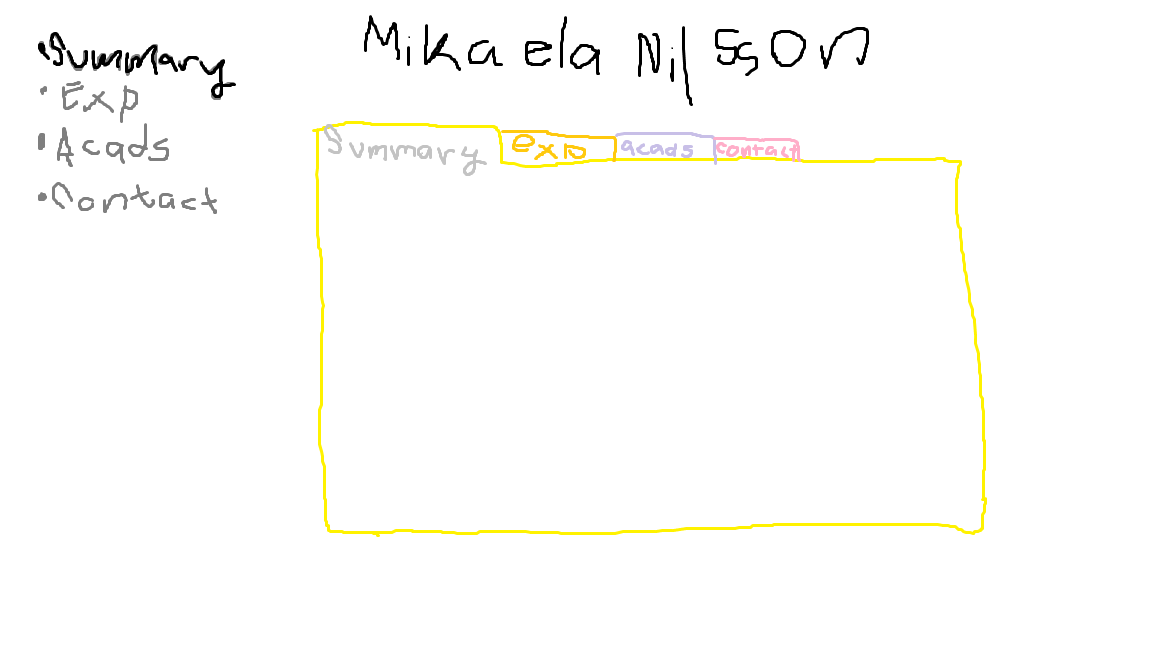 Mikaela Nilsson
•Summary
•Exp
•Acads
•Contact
Summary exp acads contact